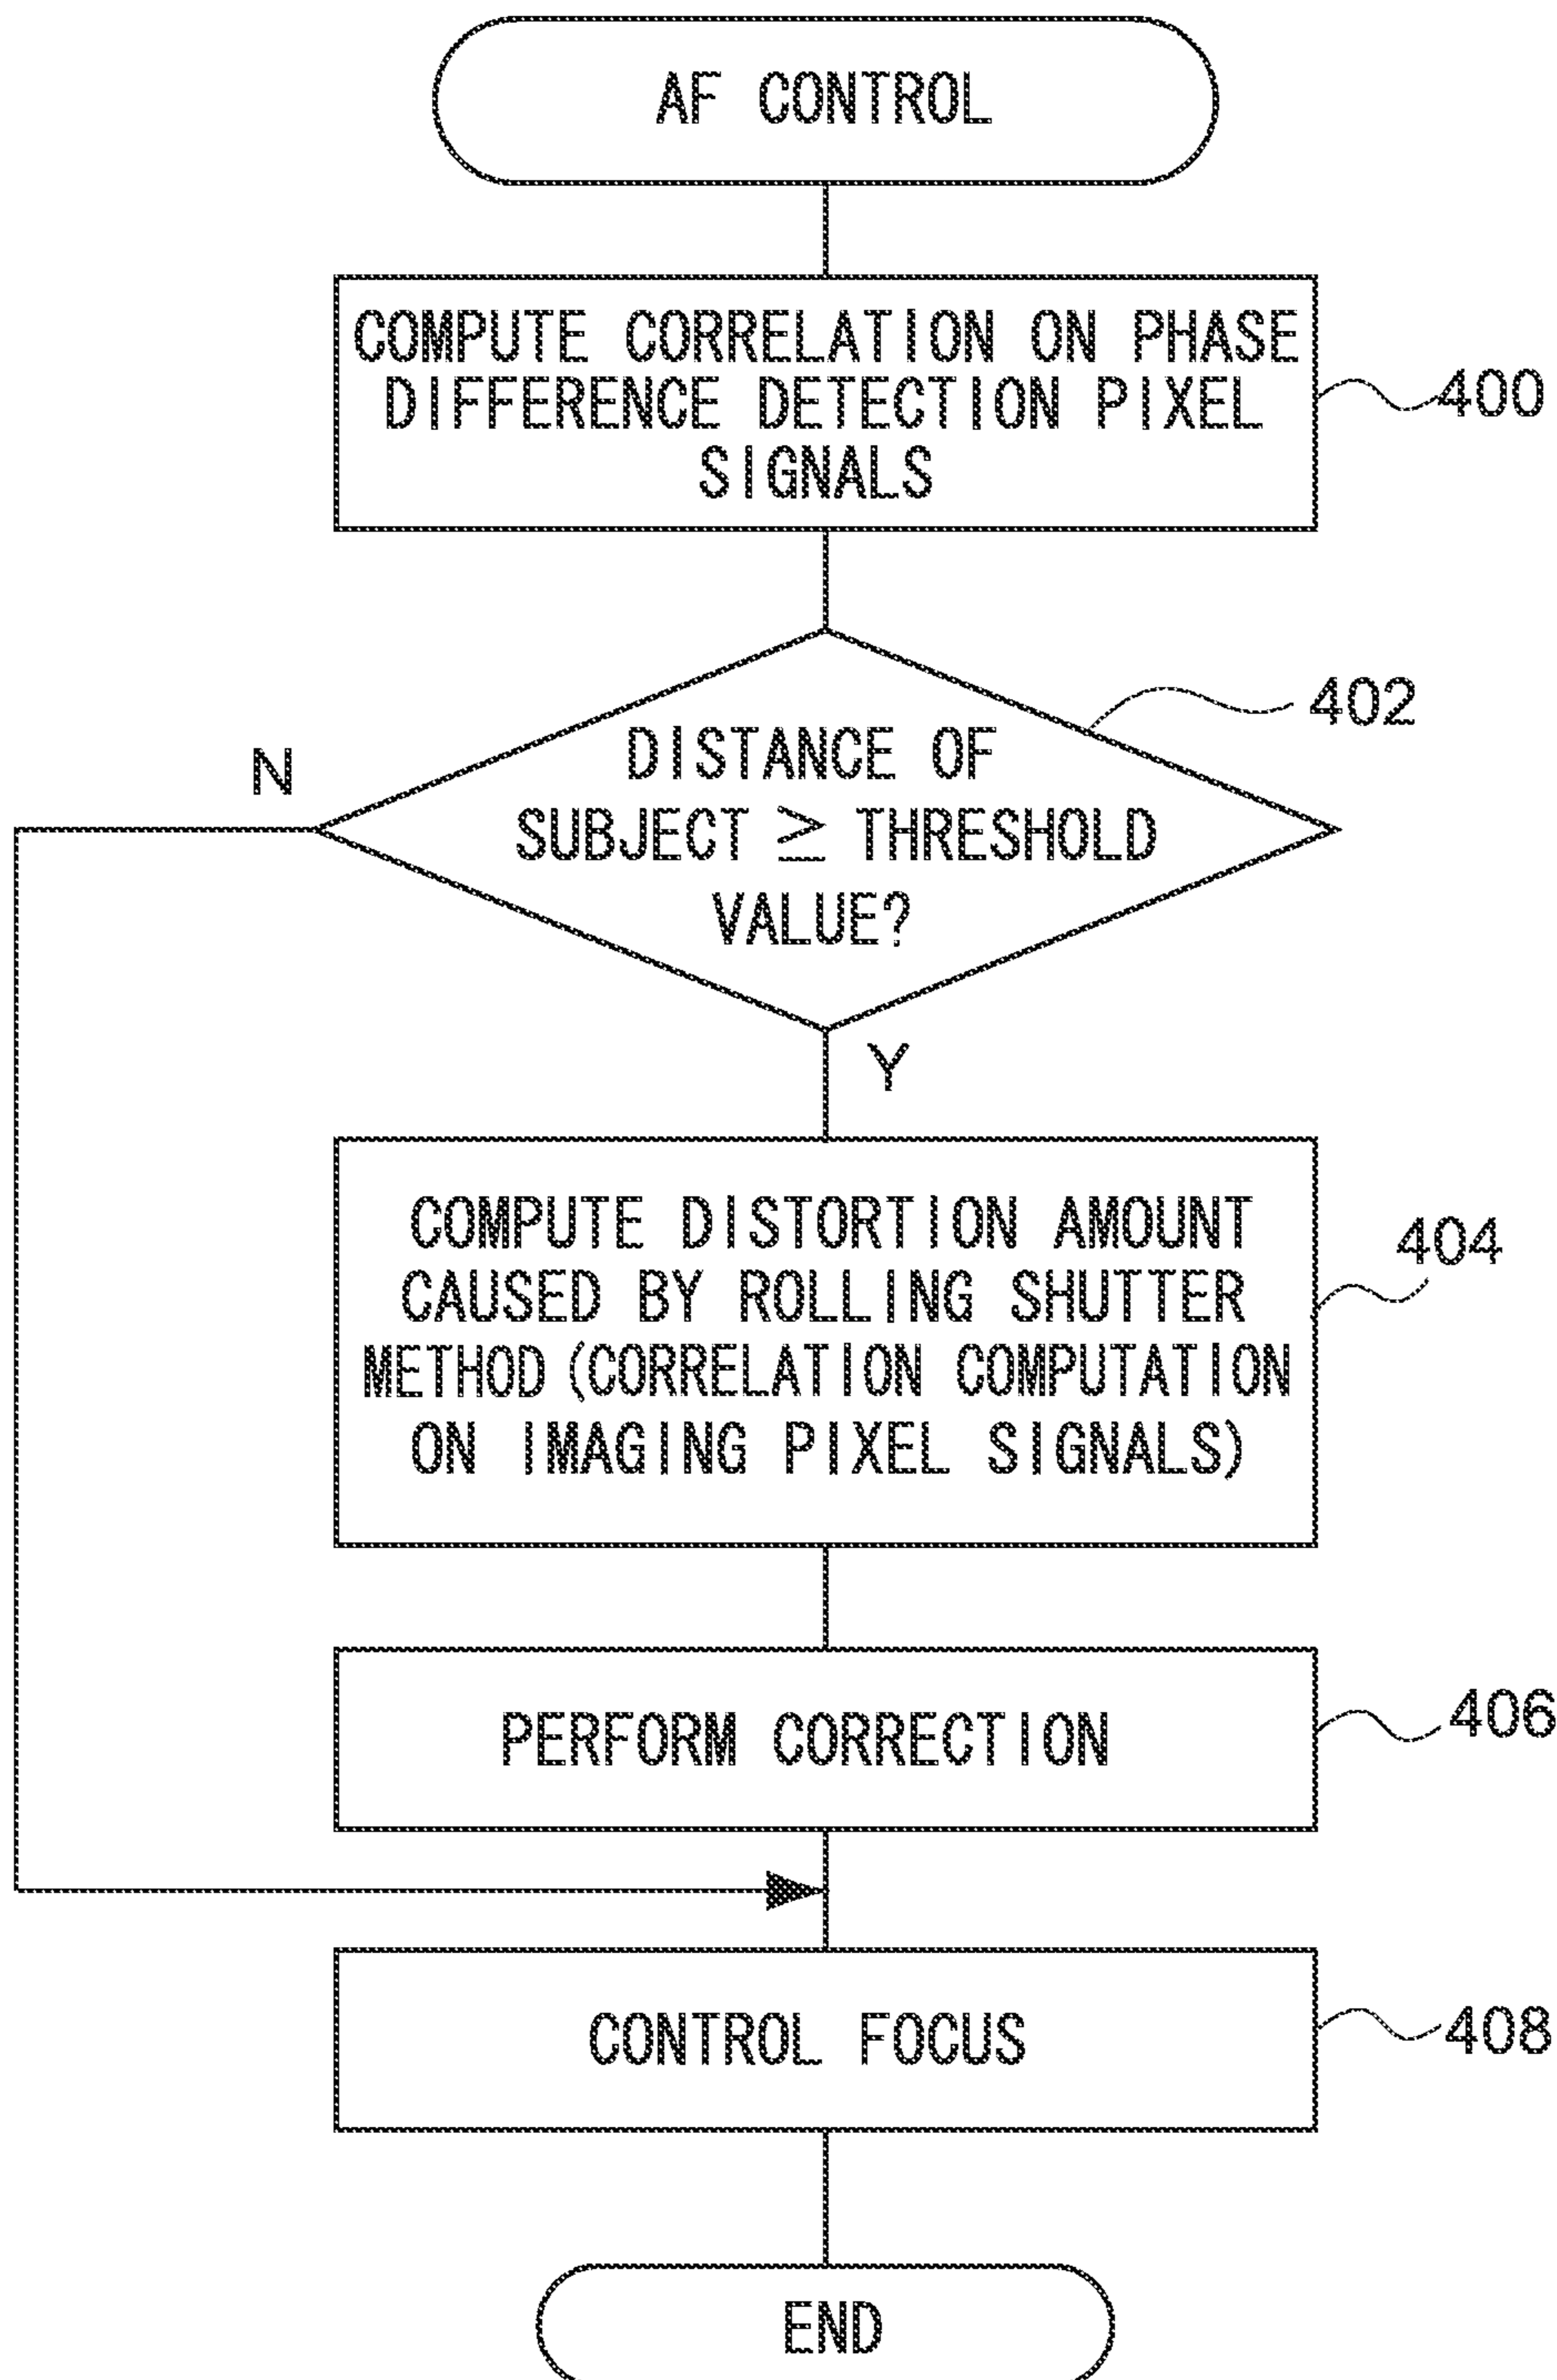 AF CONTROL
COMPUTE CORRELATION ON PHASE
DIFFERENCE DETECTION PIXEL
SIGNALS
400
402
DISTANCE OF
SUBJECT ≧ THRESHOLD
VALUE?
N
Y
COMPUTE DISTORTION AMOUNT
CAUSED BY ROLLING SHUTTER
METHOD (CORRELATION COMPUTATION
ON IMAGING PIXEL SIGNALS)
404
PERFORM CORRECTION
406
CONTROL FOCUS
408
END